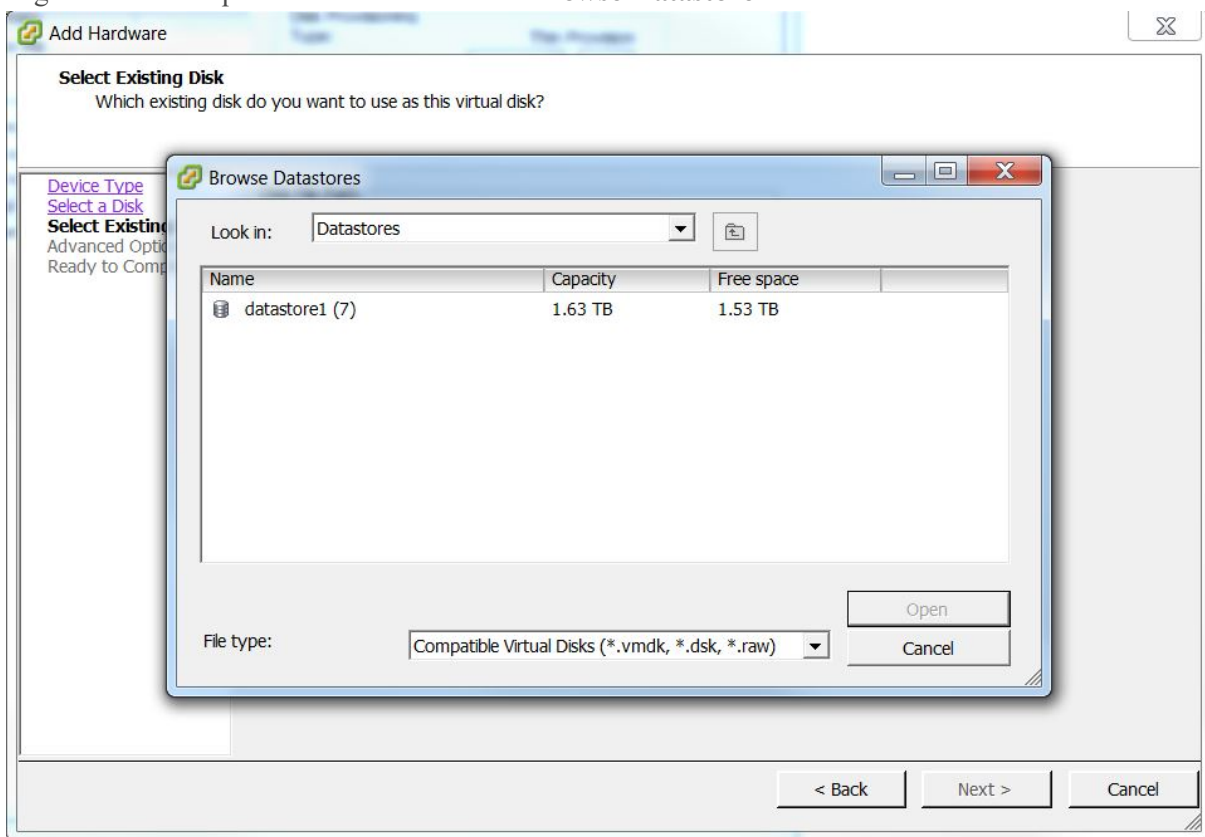 Add Hardware
Select Existing Disk
Which existing disk do you want to use as this virtual disk?
Device Type
Select a Disk
Select Existing
Advanced Optio
Ready to Comp
Browse Datastores
Look in: Datastores
Name Capacity Free space
datastore1 (7) 1.63 TB 1.53 TB
Open
File type: Compatible Virtual Disks (*.vmdk, *.dsk, *.raw)
Cancel
< Back Next > Cancel